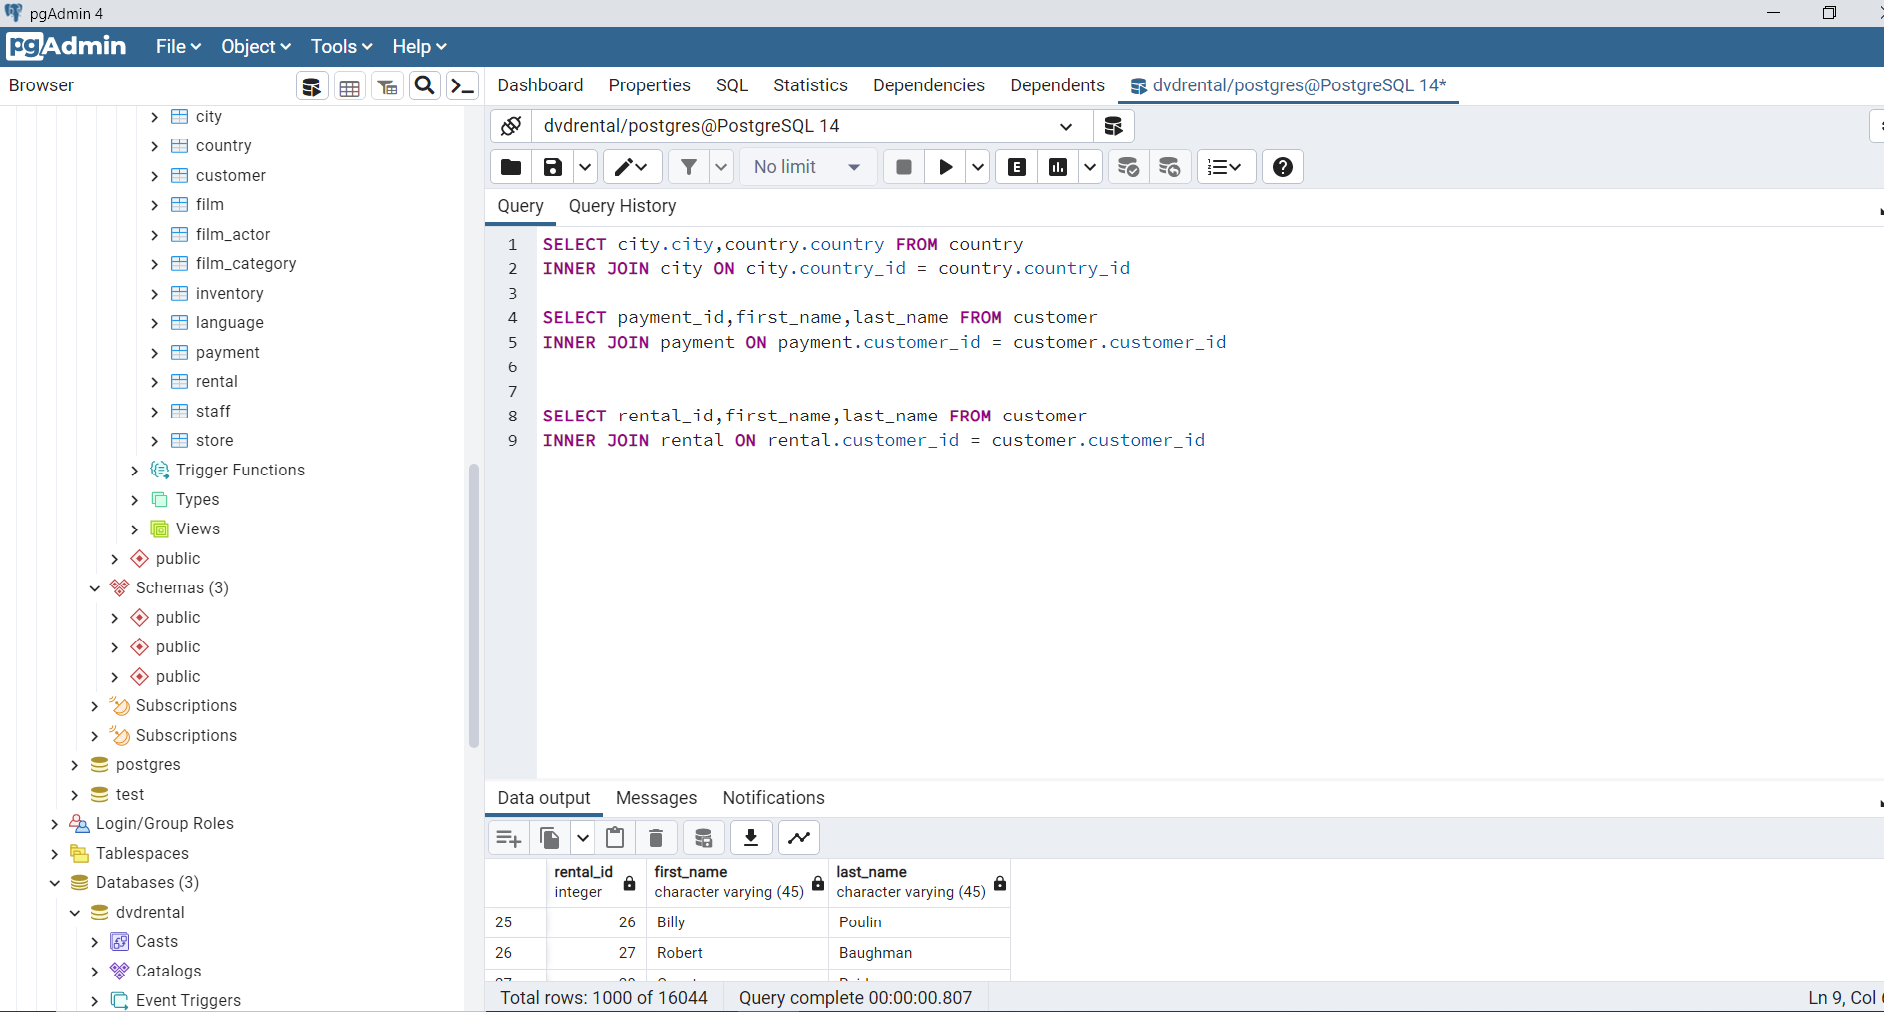 pgAdmin 4
pgAdmin File Object Tools Help
Browser
Dashboard Properties SQL Statistics Dependencies Dependents dvdrental/postgres@PostgreSQL 14*
city
country
customer
film
film_actor
film_category
inventory
language
payment
rental
staff
store
Trigger Functions
Types
Views
public
Schemas (3)
public
public
public
Subscriptions
Subscriptions
postgres
test
Login/Group Roles
Tablespaces
Databases (3)
dvdrental
Casts
Catalogs
Event Triggers
dvdrental/postgres@PostgreSQL 14
No limit E
Query Query History
1 SELECT city.city,country.country FROM country
2 INNER JOIN city ON city.country_id = country.country_id
3
4 SELECT payment_id,first_name,last_name FROM customer
5 INNER JOIN payment ON payment.customer_id = customer.customer_id
6
7
8 SELECT rental_id,first_name,last_name FROM customer
9 INNER JOIN rental ON rental.customer_id = customer.customer_id
Data output Messages Notifications
rental_id first_name last_name
integer character varying (45) character varying (45)
25 26 Billy Poulin
26 27 Robert Baughman
Total rows: 1000 of 16044 Query complete 00:00:00.807
Ln 9, Col